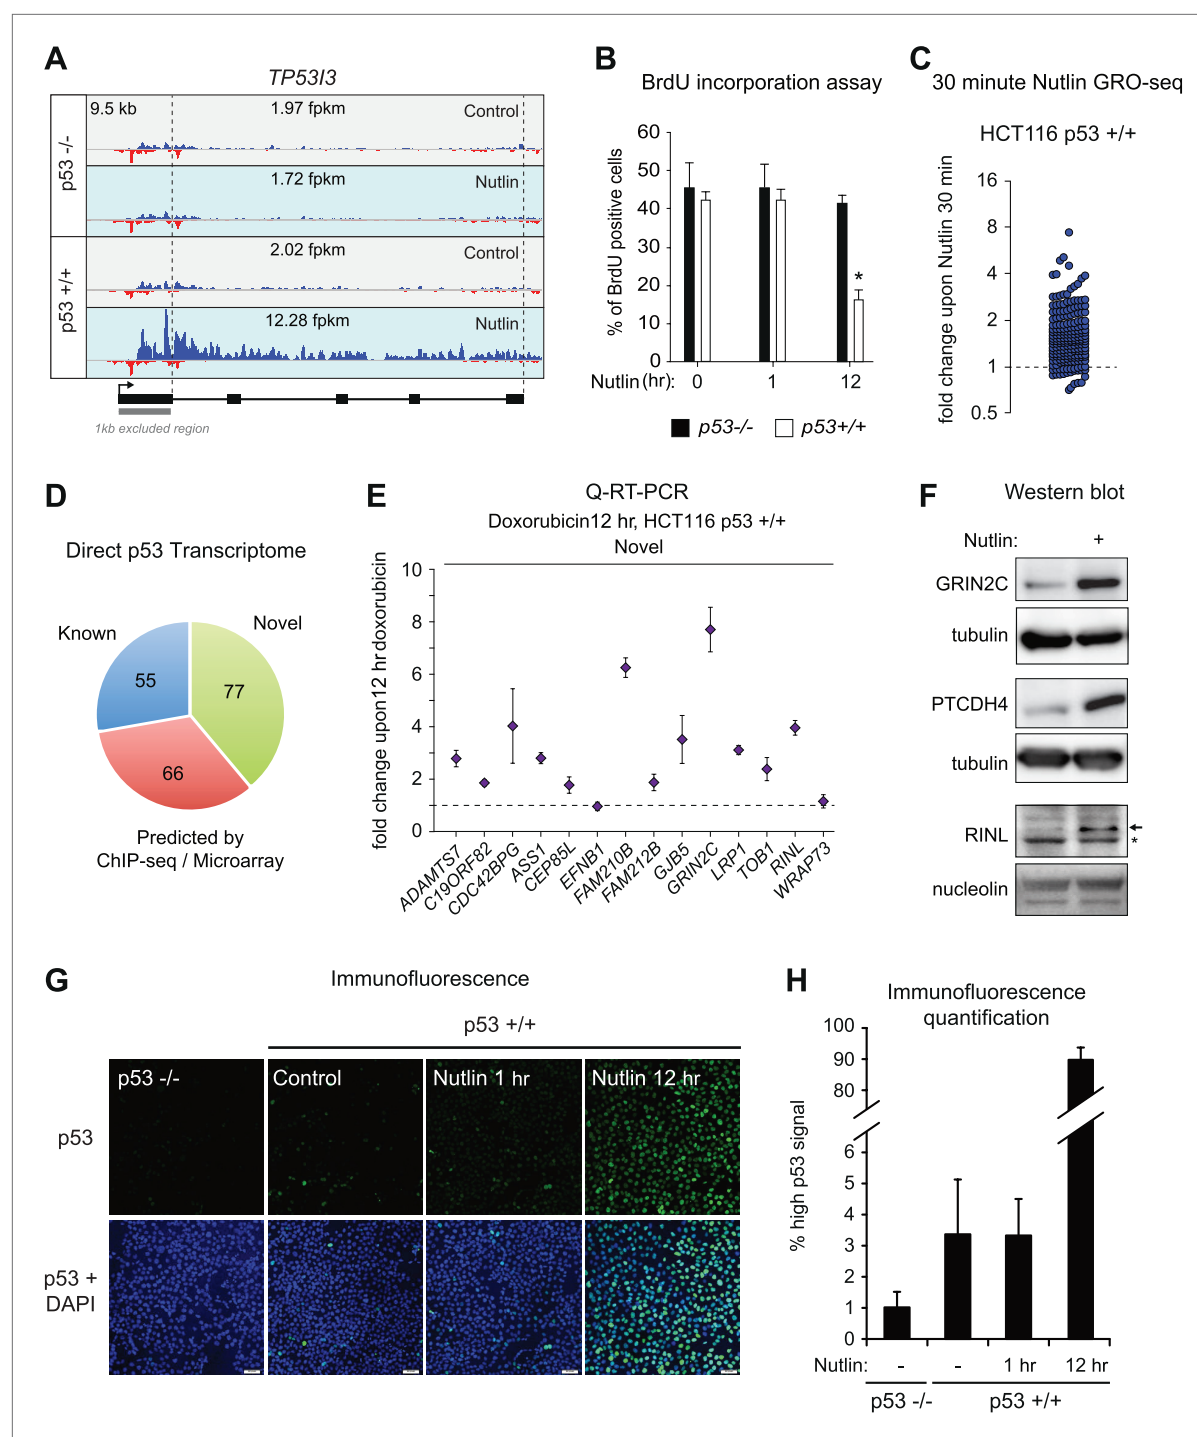 A
TP53I3
9.5 kb
1.97 fpkm
Control
p53 -/-
1.72 fpkm
Nutlin
2.02 fpkm
Control
p53 +/+
12.28 fpkm
Nutlin
1kb excluded region
B
BrdU incorporation assay
% of BrdU positive cells
60
50
40
30
20
10
0
Nutlin (hr):
0
1
12
*
p53-/-
p53+/+
C
30 minute Nutlin GRO-seq
HCT116 p53 +/+
fold change upon Nutlin 30 min
16
8
4
2
1
0.5
D
Direct p53 Transcriptome
Known
Novel
55
77
66
Predicted by
ChIP-seq / Microarray
E
Q-RT-PCR
Doxorubicin12 hr, HCT116 p53 +/+
Novel
fold change upon12 hrdoxorubicin
10
8
6
4
2
0
ADAMTS7
C19ORF82
CDC42BPG
ASS1
CEP85L
EFNB1
FAM210B
FAM212B
GJB5
GRIN2C
LRP1
TOB1
RINL
WRAP73
F
Western blot
Nutlin:
+
GRIN2C
tubulin
PTCDH4
tubulin
RINL
*
nucleolin
G
Immunofluorescence
p53 +/+
p53 -/-
Control
Nutlin 1 hr
Nutlin 12 hr
p53
p53 +
DAPI
H
Immunofluorescence
quantification
% high p53 signal
100
90
80
6
5
4
3
2
1
0
Nutlin:
-
-
1 hr
12 hr
p53 -/-
p53 +/+